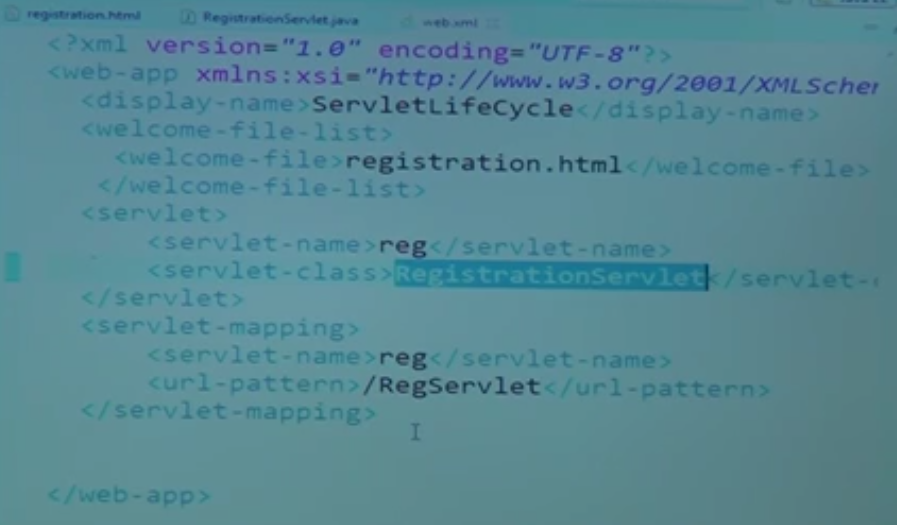 registration.html RegistrationServlet.java web.xml
<?xml version="1.0" encoding="UTF-8"?>
<web-app xmlns:xsi="http://www.w3.org/2001/XMLScher
<display-name>ServletLifeCycle</display-name>
<welcome-file-list>
<welcome-file>registration.html</welcome-file>
</welcome-file-list>
<servlet>
<servlet-name>reg</servlet-name>
<servlet-class>RegistrationServlet</servlet-
</servlet>
<servlet-mapping>
<servlet-name>reg</servlet-name>
<url-pattern>/RegServlet</url-pattern>
</servlet-mapping>
</web-app>